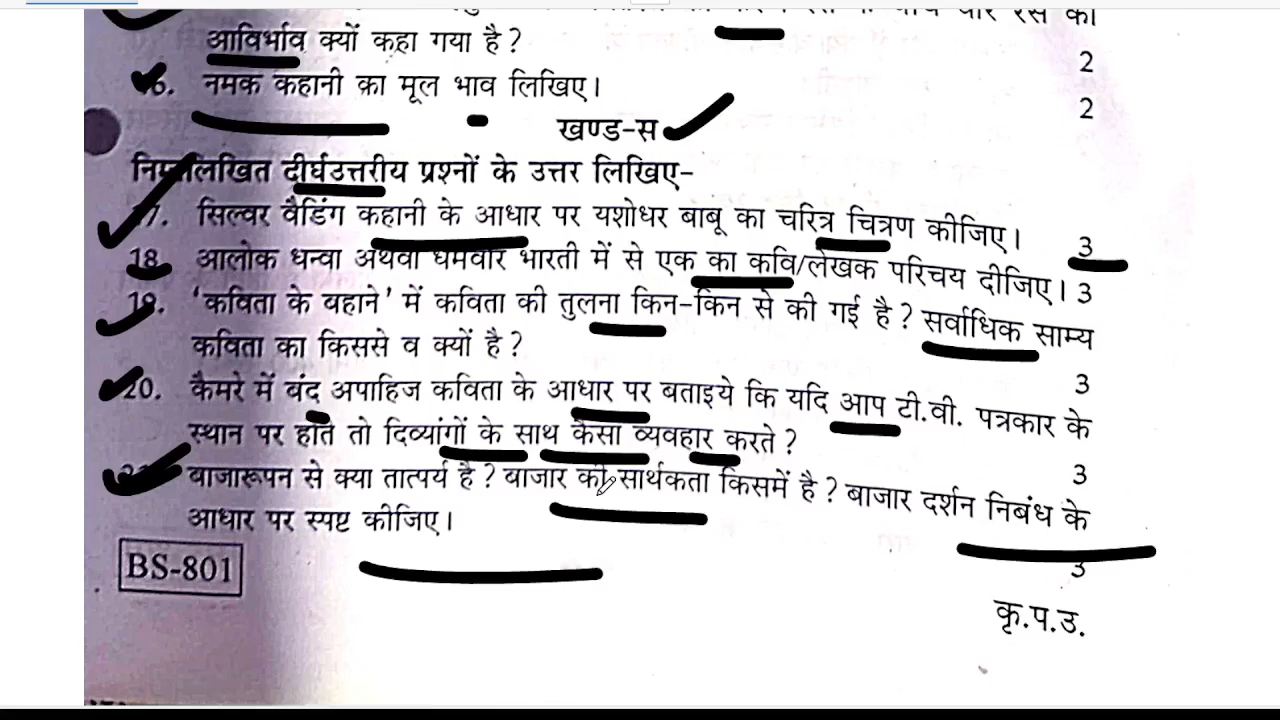 आविर्भाव क्यों कहा गया है ?
2
16. नमक कहानी का मूल भाव लिखिए।
2
खण्ड-स
निम्नलिखित दीर्घउत्तरीय प्रश्नों के उत्तर लिखिए-
17. सिल्वर वैडिंग कहानी के आधार पर यशोधर बाबू का चरित्र चित्रण कीजिए।
3
18. आलोक धन्वा अथवा धर्मवीर भारती में से एक का कवि/लेखक परिचय दीजिए। 3
19. 'कविता के बहाने' में कविता की तुलना किन-किन से की गई है ? सर्वाधिक साम्य
कविता का किससे व क्यों है ?
3
20. कैमरे में बंद अपाहिज कविता के आधार पर बताइये कि यदि आप टी.वी. पत्रकार के
स्थान पर होते तो दिव्यांगों के साथ कैसा व्यवहार करते ?
3
बाजारूपन से क्या तात्पर्य है ? बाजार की सार्थकता किसमें है ? बाजार दर्शन निबंध के
आधार पर स्पष्ट कीजिए।
3
BS-801
कृ.प.उ.